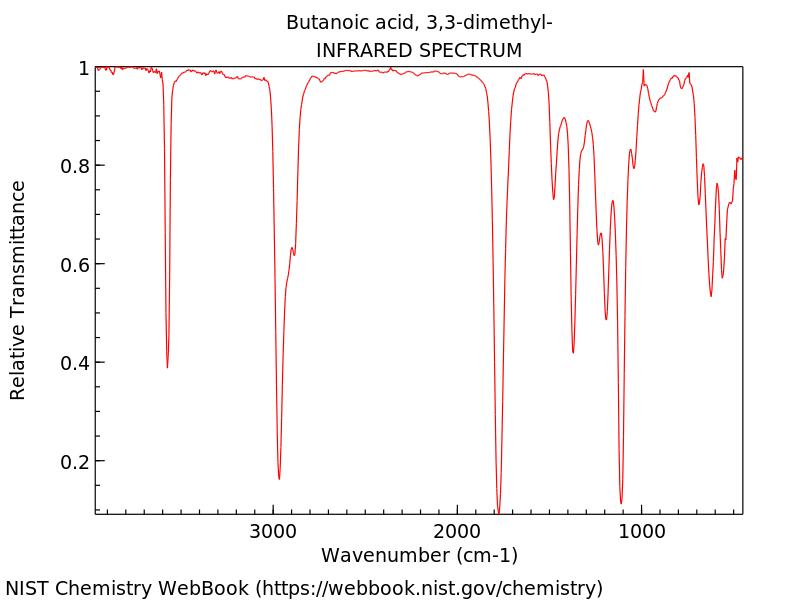 Butanoic acid, 3,3-dimethyl-
INFRARED SPECTRUM
1
0.8
0.6
0.4
0.2
Relative Transmittance
3000 2000 1000
Wavenumber (cm-1)
NIST Chemistry WebBook (https://webbook.nist.gov/chemistry)